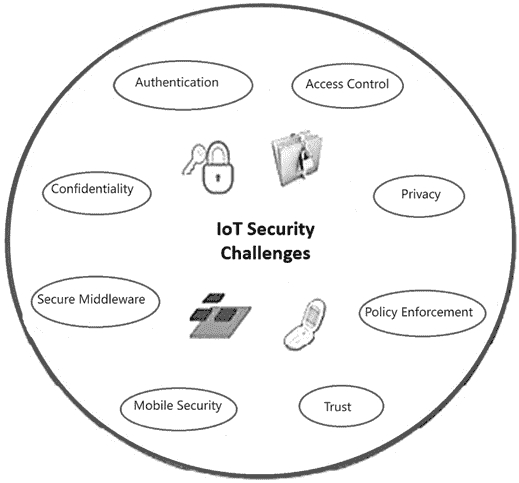 Authentication
Access Control
Confidentiality
Privacy
IoT Security
Challenges
Secure Middleware
Policy Enforcement
Mobile Security
Trust